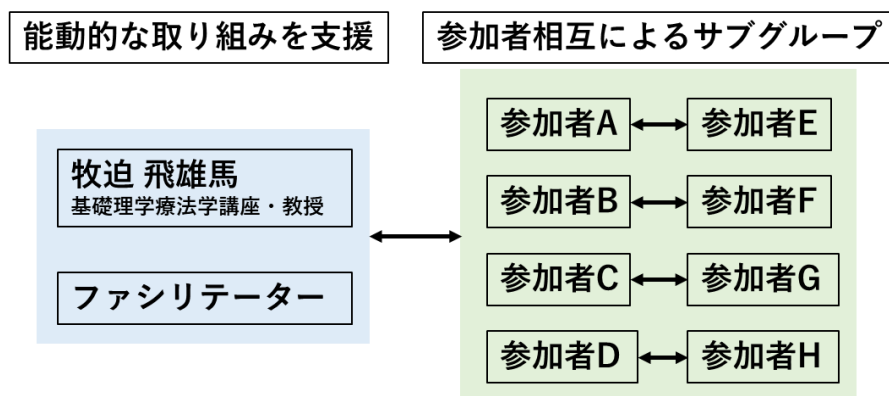 能動的な取り組みを支援
参加者相互によるサブグループ
牧迫 飛雄馬
基礎理学療法学講座・教授
ファシリテーター
参加者A
参加者E
参加者B
参加者F
参加者C
参加者G
参加者D
参加者H